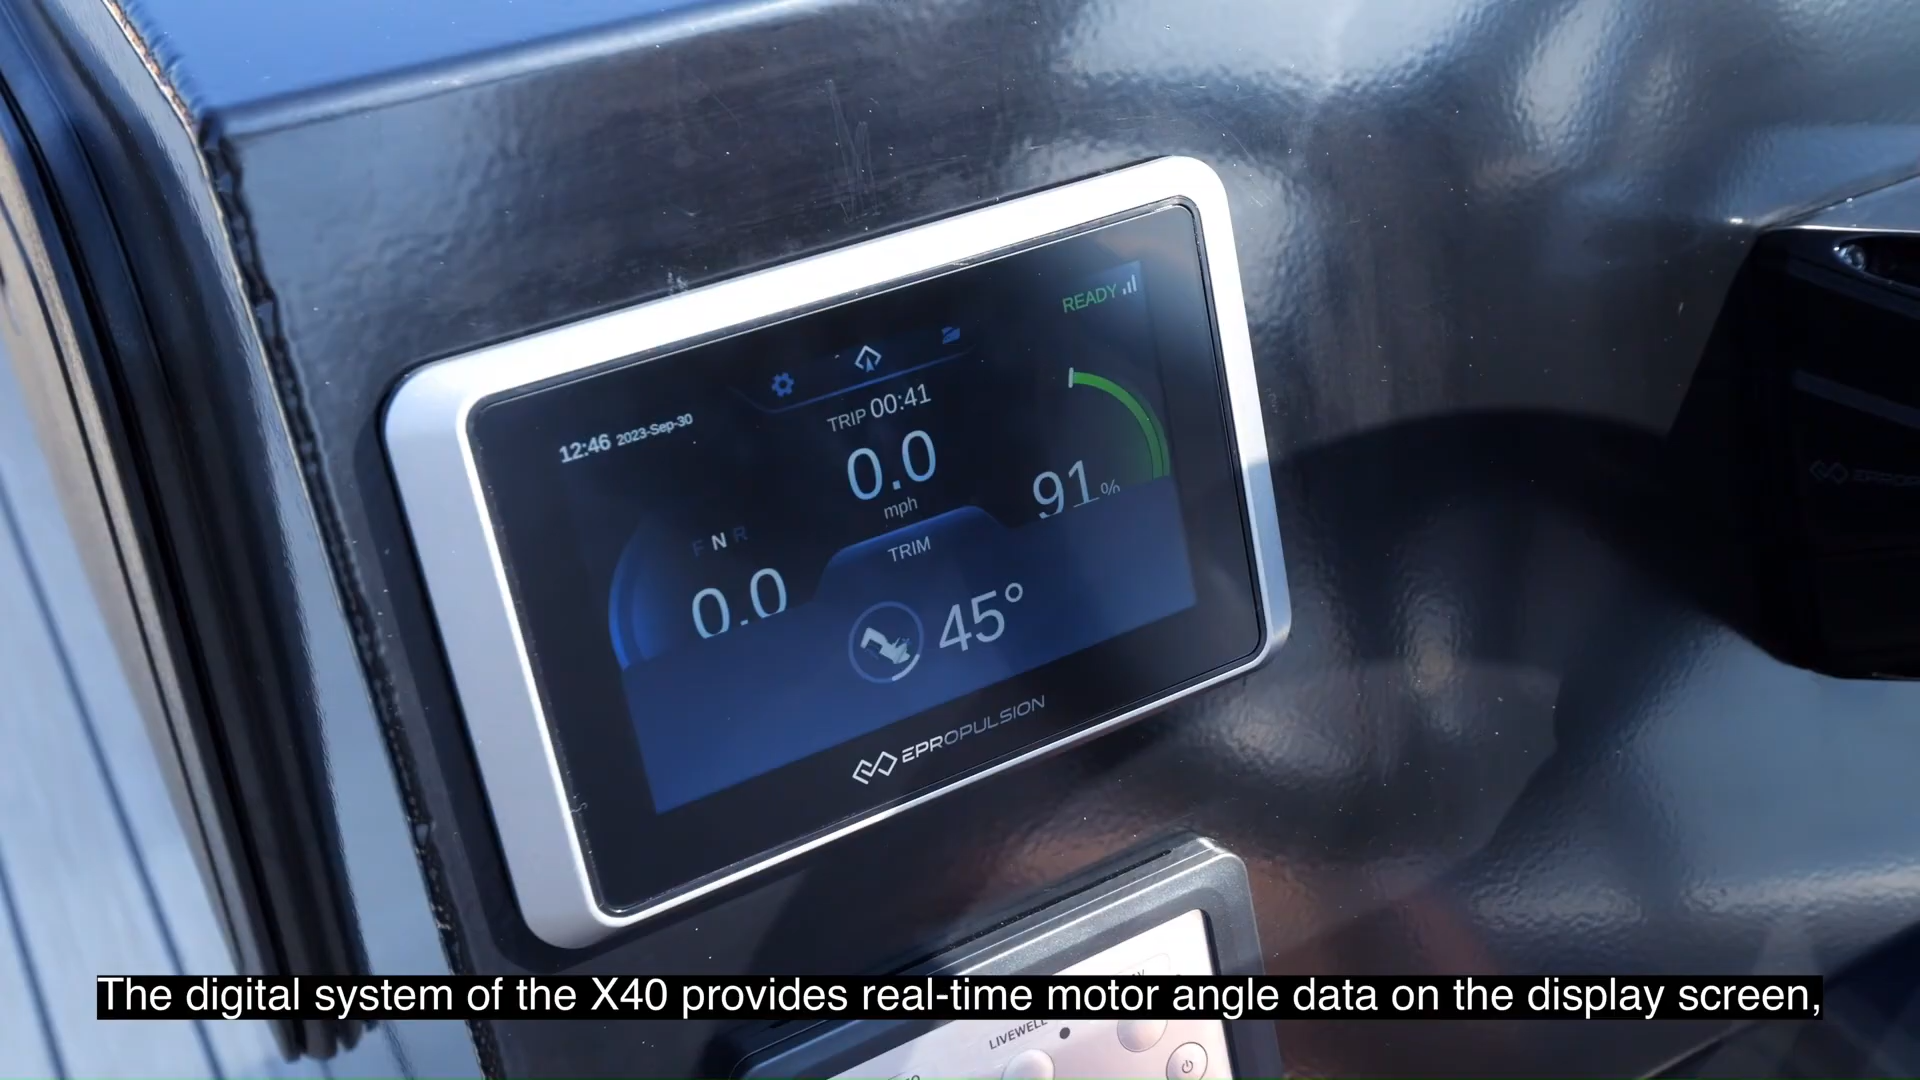 READY
12:46 2023-Sep-30
TRIP 00:41
0.0
mph
91%
F N R
0.0
TRIM
45°
EPROPULSION
LIVEWELL
The digital system of the X40 provides real-time motor angle data on the display screen,